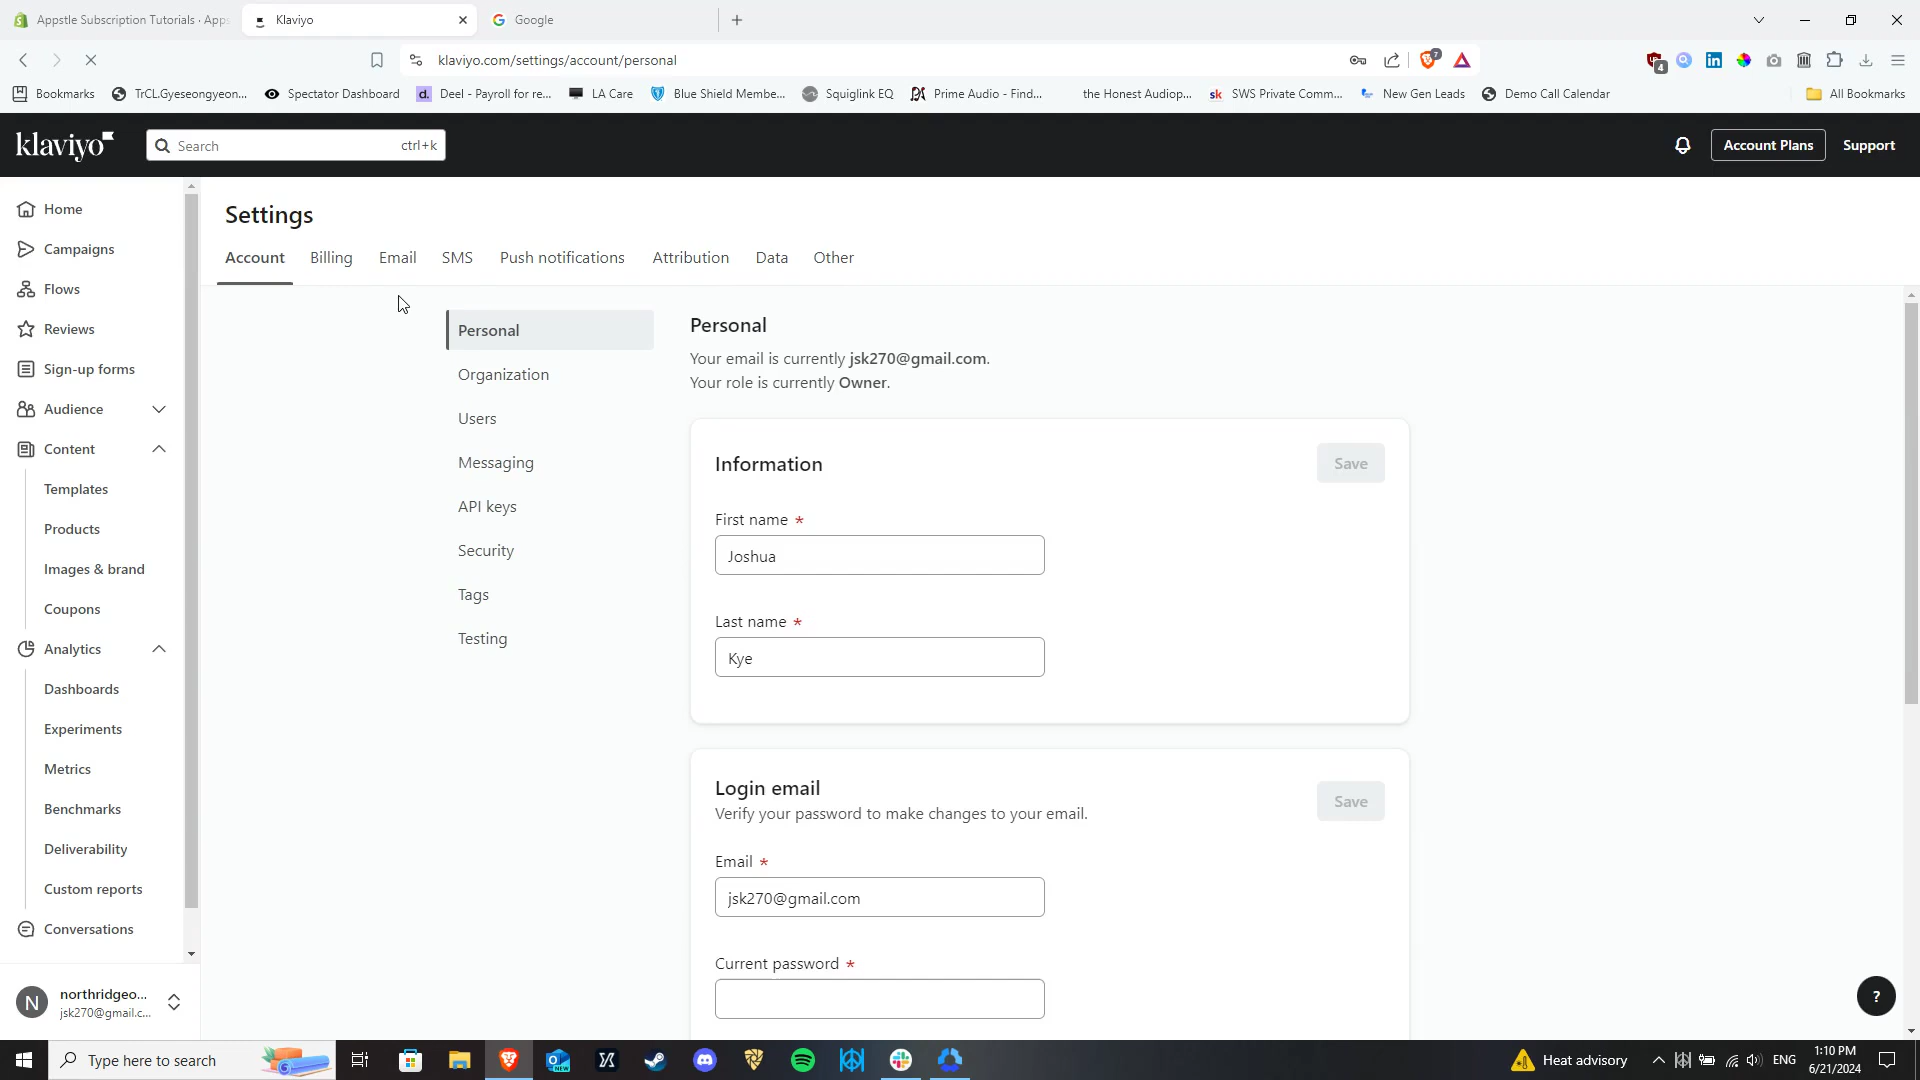 Appstle Subscription Tutorials · Apps
Klaviyo
Google
klaviyo.com/settings/account/personal
7
4
Bookmarks
TrCL.Gyeseongyeon...
Spectator Dashboard
Deel - Payroll for re...
LA Care
Blue Shield Membe...
Squiglink EQ
Prime Audio - Find...
the Honest Audiop...
SWS Private Comm...
New Gen Leads
Demo Call Calendar
All Bookmarks
klaviyo
Search
ctrl+k
Account Plans
Support
Home
Campaigns
Flows
Reviews
Sign-up forms
Audience
Content
Templates
Products
Images & brand
Coupons
Analytics
Dashboards
Experiments
Metrics
Benchmarks
Deliverability
Custom reports
Conversations
N
northridgeo...
jsk270@gmail.c...
Settings
Account
Billing
Email
SMS
Push notifications
Attribution
Data
Other
Personal
Organization
Users
Messaging
API keys
Security
Tags
Testing
Personal
Your email is currently jsk270@gmail.com.
Your role is currently Owner.
Information
Save
First name *
Joshua
Last name *
Kye
Login email
Verify your password to make changes to your email.
Save
Email *
jsk270@gmail.com
Current password *
?
Type here to search
NEW
Heat advisory
ENG
1:10 PM
6/21/2024